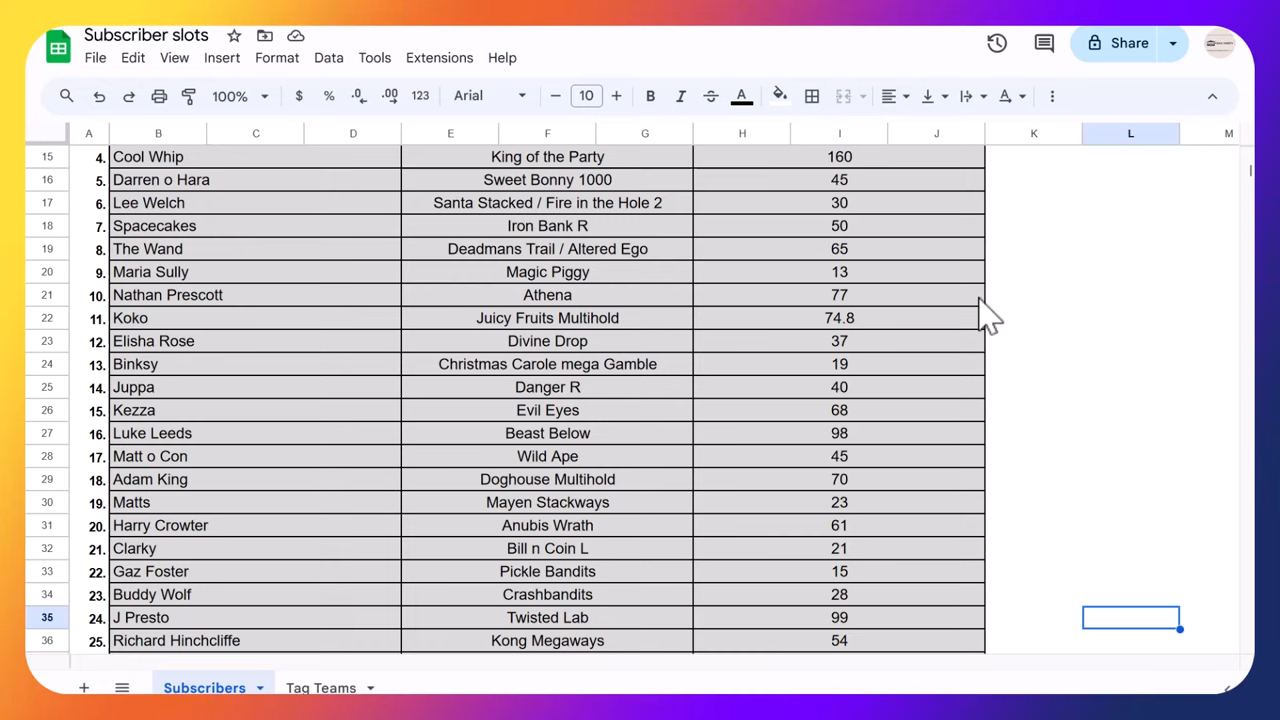 Subscriber slots
File Edit View Insert Format Data Tools Extensions Help
Share
100% $ % .0 .00 123 Arial 10 B I S A
A B C D E F G H I J K L M
15 4. Cool Whip King of the Party 160
16 5. Darren o Hara Sweet Bonny 1000 45
17 6. Lee Welch Santa Stacked / Fire in the Hole 2 30
18 7. Spacecakes Iron Bank R 50
19 8. The Wand Deadmans Trail / Altered Ego 65
20 9. Maria Sully Magic Piggy 13
21 10. Nathan Prescott Athena 77
22 11. Koko Juicy Fruits Multihold 74.8
23 12. Elisha Rose Divine Drop 37
24 13. Binksy Christmas Carole mega Gamble 19
25 14. Juppa Danger R 40
26 15. Kezza Evil Eyes 68
27 16. Luke Leeds Beast Below 98
28 17. Matt o Con Wild Ape 45
29 18. Adam King Doghouse Multihold 70
30 19. Matts Mayen Stackways 23
31 20. Harry Crowter Anubis Wrath 61
32 21. Clarky Bill n Coin L 21
33 22. Gaz Foster Pickle Bandits 15
34 23. Buddy Wolf Crashbandits 28
35 24. J Presto Twisted Lab 99
36 25. Richard Hinchcliffe Kong Megaways 54
Subscribers Tag Teams